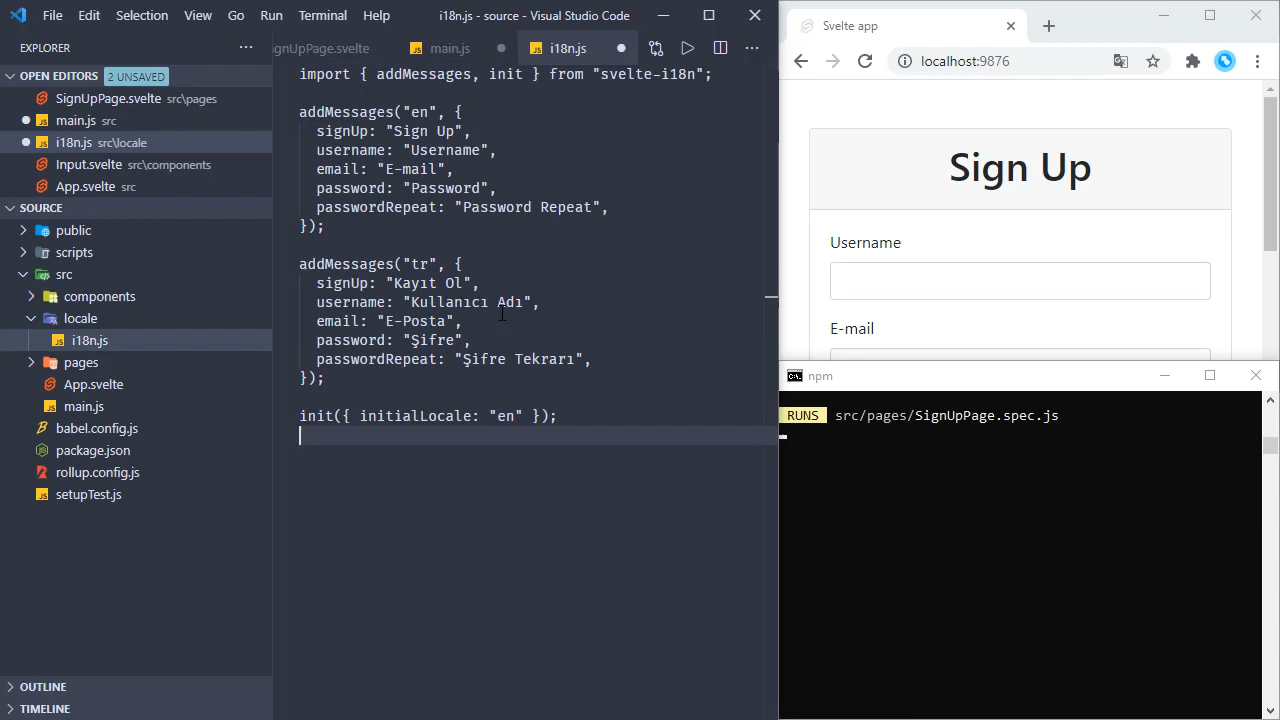 File Edit Selection View Go Run Terminal Help
i18n.js - source - Visual Studio Code
EXPLORER
OPEN EDITORS 2 UNSAVED
SignUpPage.svelte src\pages
main.js src
i18n.js src\locale
Input.svelte src\components
App.svelte src
SOURCE
public
scripts
src
components
locale
i18n.js
pages
App.svelte
main.js
babel.config.js
package.json
rollup.config.js
setupTest.js
OUTLINE
TIMELINE
gnUpPage.svelte main.js i18n.js
import { addMessages, init } from "svelte-i18n";
addMessages("en", {
signUp: "Sign Up",
username: "Username",
email: "E-mail",
password: "Password",
passwordRepeat: "Password Repeat",
});
addMessages("tr", {
signUp: "Kayıt Ol",
username: "Kullanıcı Adı",
email: "E-Posta",
password: "Şifre",
passwordRepeat: "Şifre Tekrarı",
});
init({ initialLocale: "en" });
Svelte app
localhost:9876
Sign Up
Username
E-mail
npm
RUNS src/pages/SignUpPage.spec.js